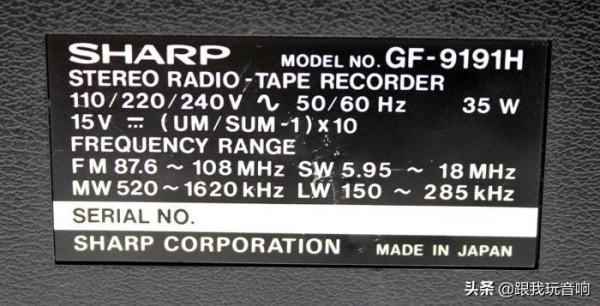 SHARP MODEL NO. GF-9191H
STEREO RADIO-TAPE RECORDER
110/220/240V ∿ 50/60 Hz 35 W
15V ⎓ (UM/SUM-1)×10
FREQUENCY RANGE
FM 87.6 ~ 108 MHz SW 5.95 ~ 18 MHz
MW 520 ~ 1620 kHz LW 150 ~ 285 kHz
SERIAL NO.
SHARP CORPORATION MADE IN JAPAN
头条 @跟我玩音响